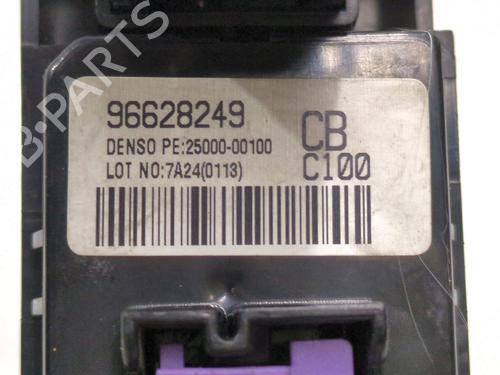 B-PARTS
96628249
CB
DENSO PE:25000-00100
LOT NO:7A24(0113)
C100